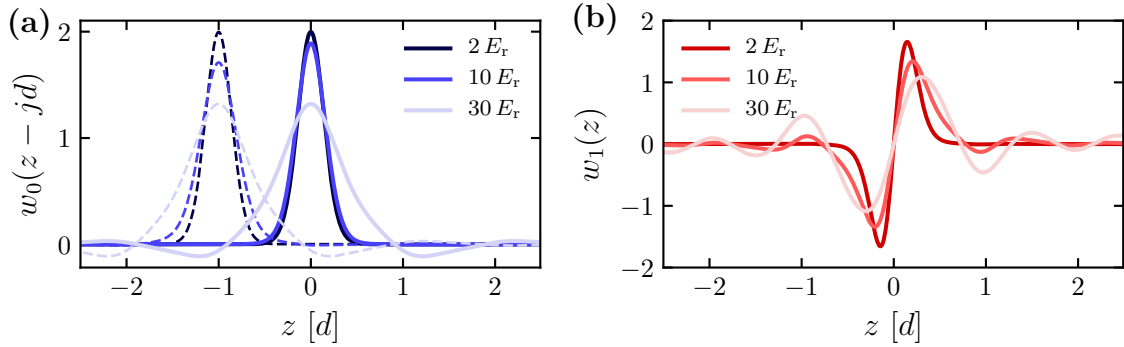 (a)
w₀(z − jd)
2
1
0
2 Eᵣ
10 Eᵣ
30 Eᵣ
−2 −1 0 1 2
z [d]
(b)
w₁(z)
2
1
0
−1
−2
2 Eᵣ
10 Eᵣ
30 Eᵣ
−2 −1 0 1 2
z [d]